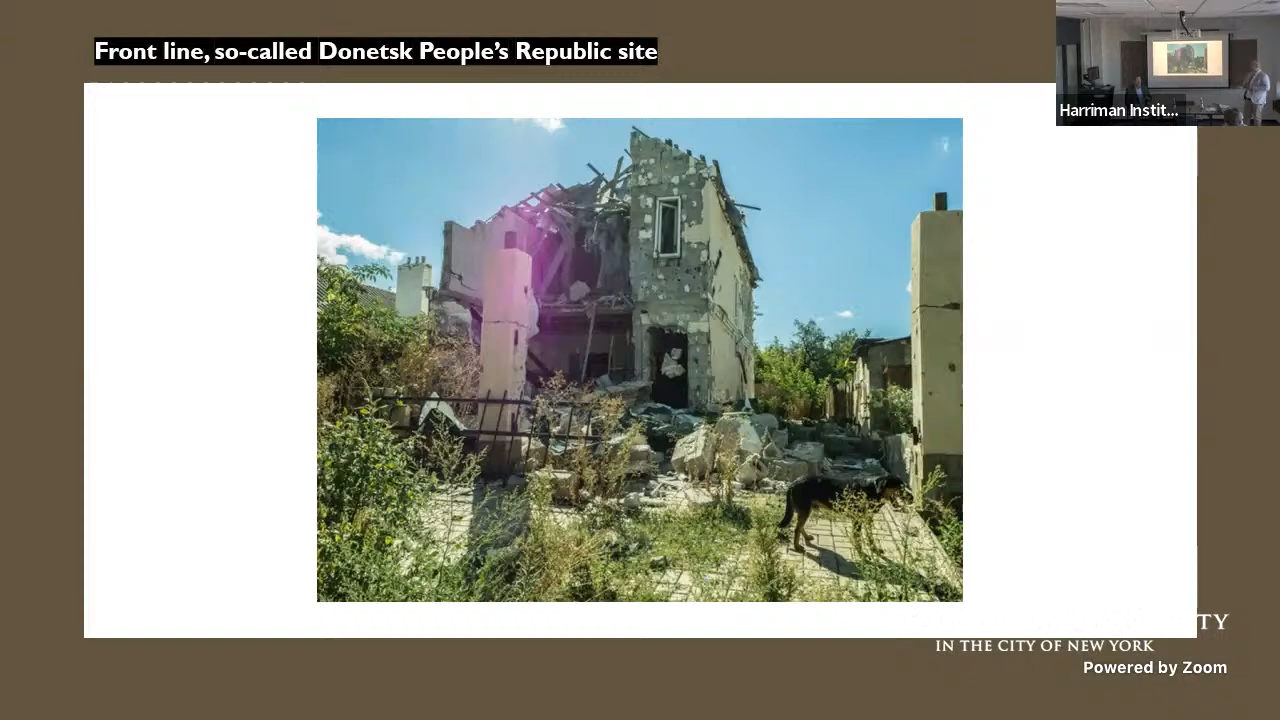 Front line, so-called Donetsk People's Republic site
Harriman Instit...
TY
IN THE CITY OF NEW YORK
Powered by Zoom